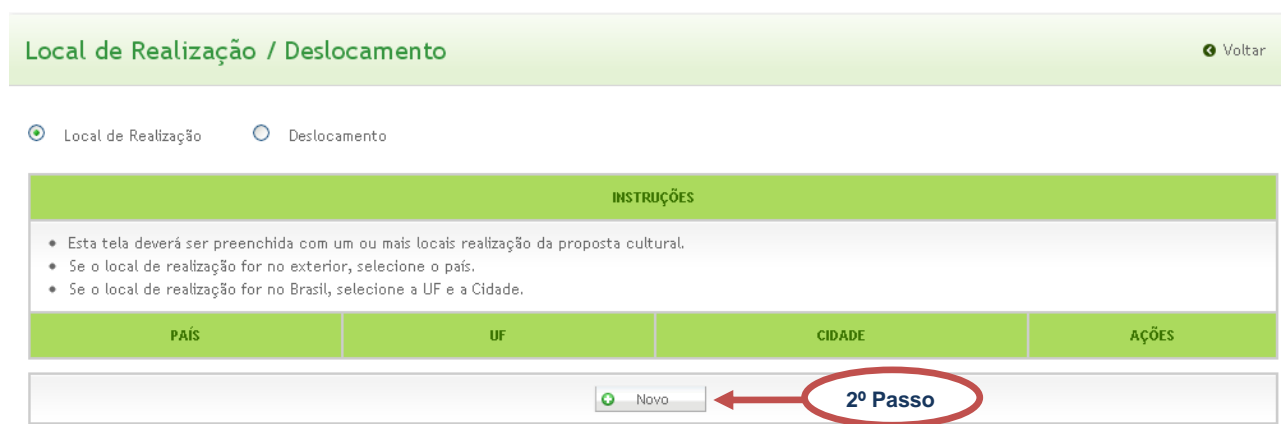 Local de Realização / Deslocamento
Voltar
Local de Realização Deslocamento
INSTRUÇÕES
• Esta tela deverá ser preenchida com um ou mais locais realização da proposta cultural.
• Se o local de realização for no exterior, selecione o país.
• Se o local de realização for no Brasil, selecione a UF e a Cidade.
PAÍS UF CIDADE AÇÕES
Novo 2º Passo